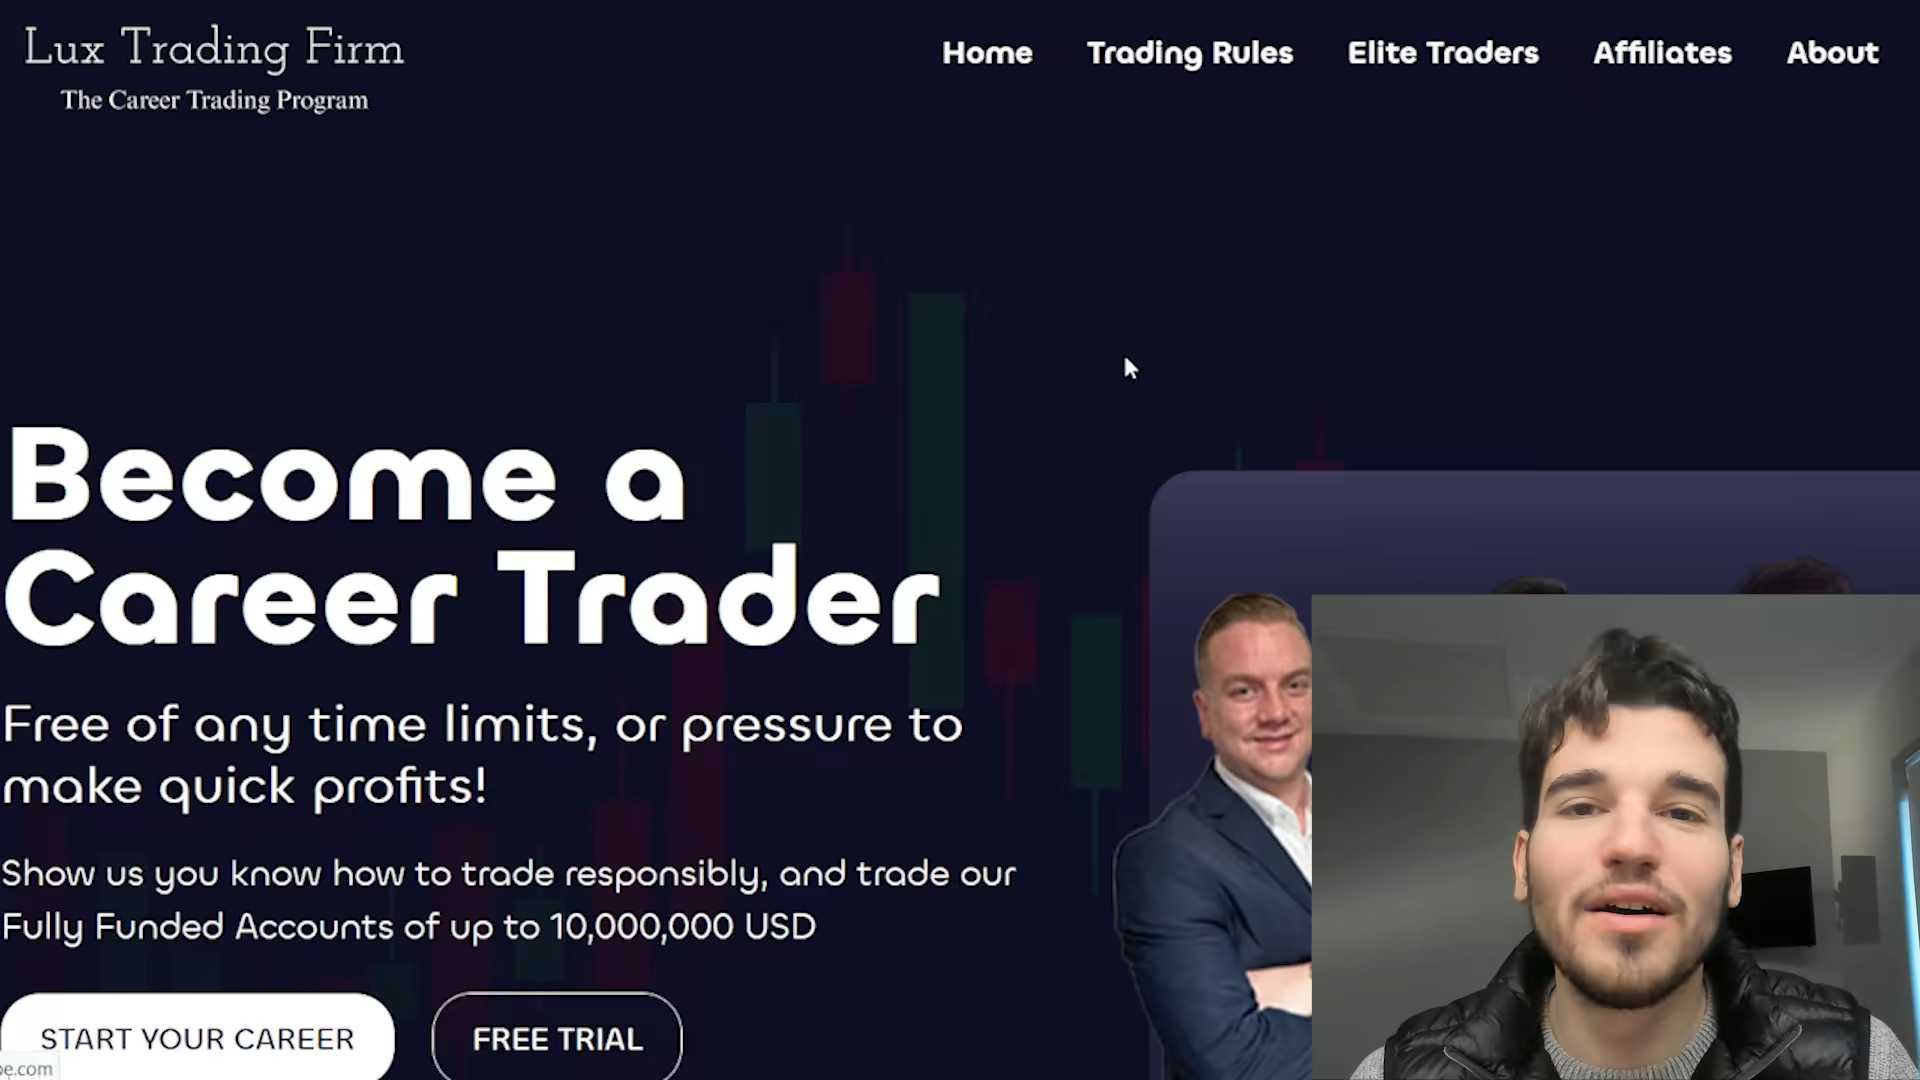 Lux Trading Firm
The Career Trading Program
Home Trading Rules Elite Traders Affiliates About
Become a
Career Trader
Free of any time limits, or pressure to
make quick profits!
Show us you know how to trade responsibly, and trade our
Fully Funded Accounts of up to 10,000,000 USD
START YOUR CAREER
FREE TRIAL